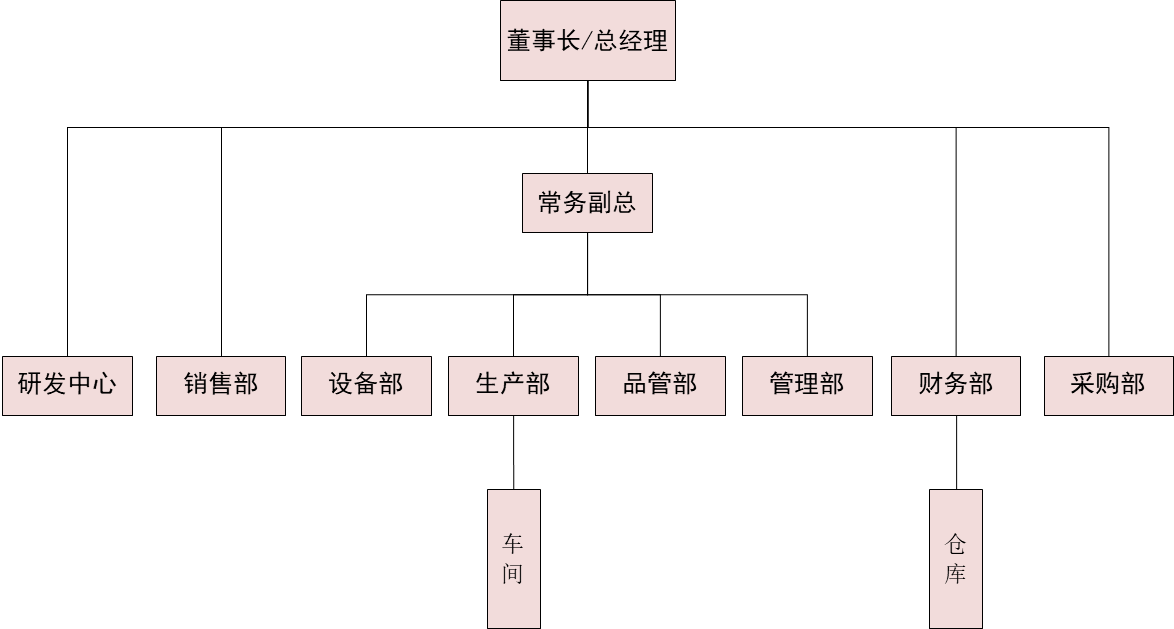 董事长/总经理
常务副总
研发中心
销售部
设备部
生产部
品管部
管理部
财务部
采购部
车
间
仓
库